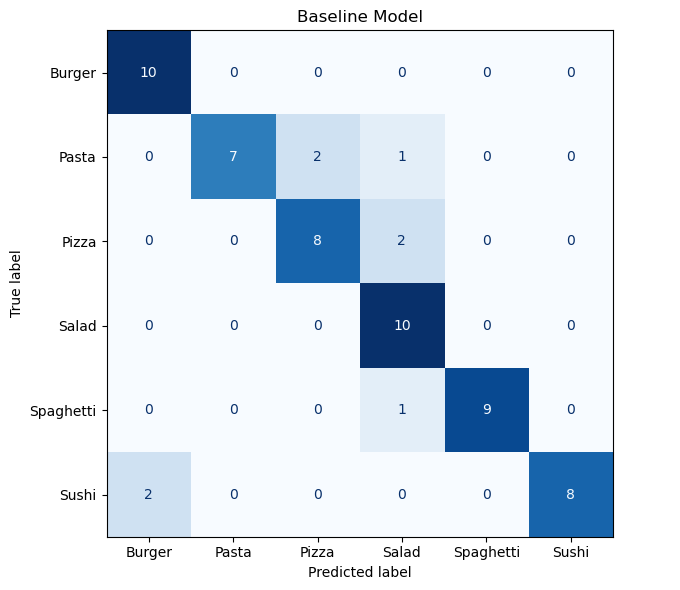 Baseline Model
True label
Burger 10 0 0 0 0 0
Pasta 0 7 2 1 0 0
Pizza 0 0 8 2 0 0
Salad 0 0 0 10 0 0
Spaghetti 0 0 0 1 9 0
Sushi 2 0 0 0 0 8
Burger Pasta Pizza Salad Spaghetti Sushi
Predicted label